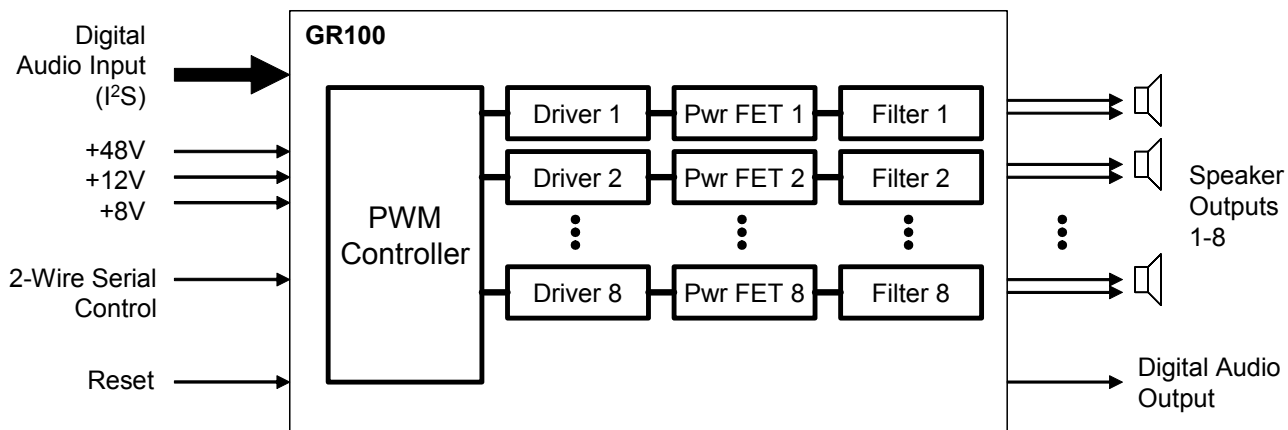 GR100
Digital
Audio Input
(I²S)
+48V
+12V
+8V
2-Wire Serial
Control
Reset
PWM
Controller
Driver 1
Pwr FET 1
Filter 1
Driver 2
Pwr FET 2
Filter 2
Driver 8
Pwr FET 8
Filter 8
Speaker
Outputs
1-8
Digital Audio
Output